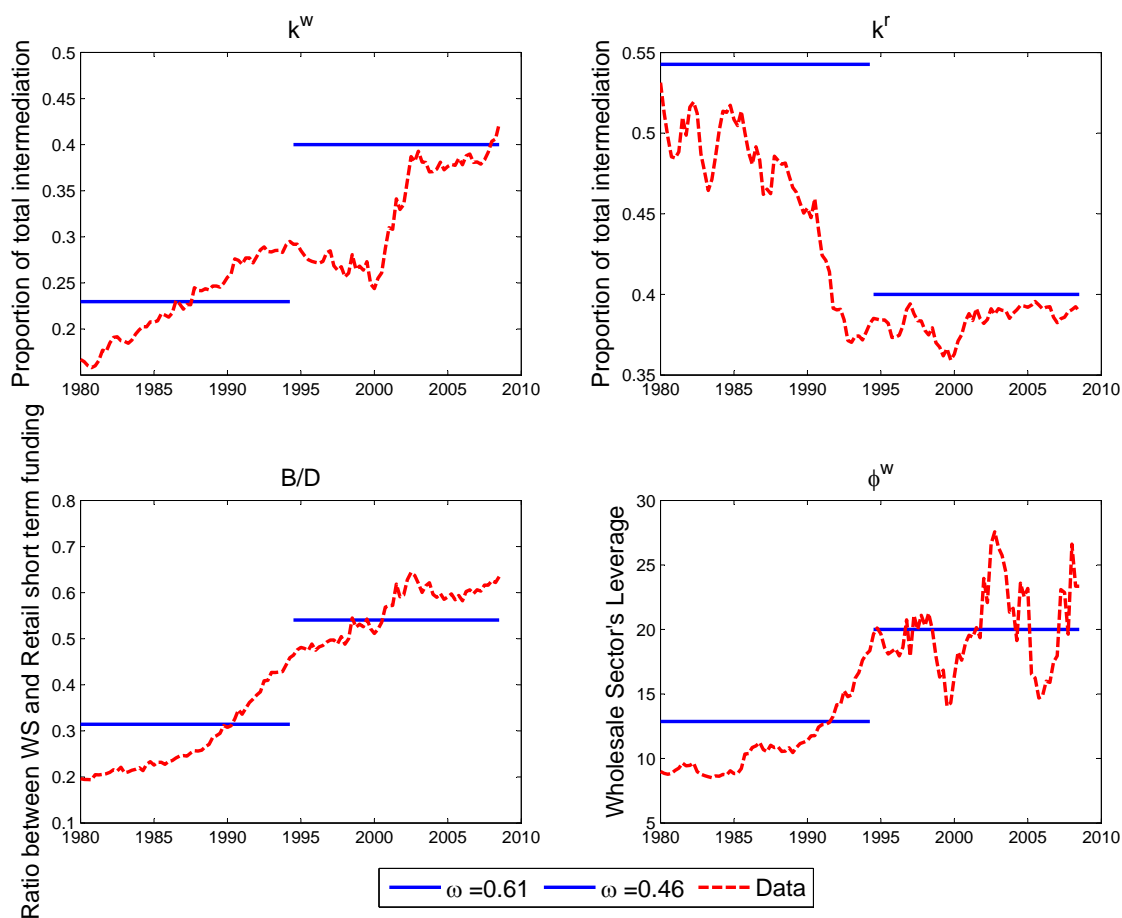 k^w
Proportion of total intermediation
0.5
0.45
0.4
0.35
0.3
0.25
0.2
1980 1985 1990 1995 2000 2005 2010
k^r
Proportion of total intermediation
0.55
0.5
0.45
0.4
0.35
1980 1985 1990 1995 2000 2005 2010
B/D
Ratio between WS and Retail short term funding
0.8
0.7
0.6
0.5
0.4
0.3
0.2
0.1
1980 1985 1990 1995 2000 2005 2010
ϕ^w
Wholesale Sector's Leverage
30
25
20
15
10
5
1980 1985 1990 1995 2000 2005 2010
ω =0.61 ω =0.46 Data